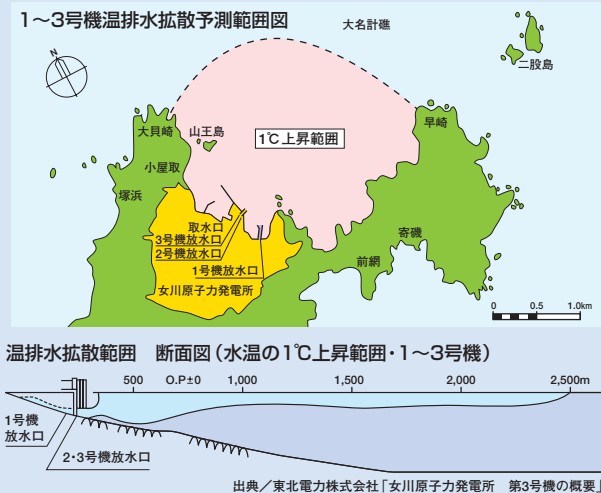 1～3号機温排水拡散予測範囲図
大名計礁
二股島
N
大貝崎
山王島
早崎
1℃上昇範囲
小屋取
塚浜
取水口
3号機放水口
2号機放水口
1号機放水口
女川原子力発電所
寄磯
前網
0 0.5 1.0km
温排水拡散範囲　断面図（水温の1℃上昇範囲・1～3号機）
500 O.P±0 1,000 1,500 2,000 2,500m
1号機
放水口
2・3号機放水口
出典／東北電力株式会社「女川原子力発電所　第3号機の概要」